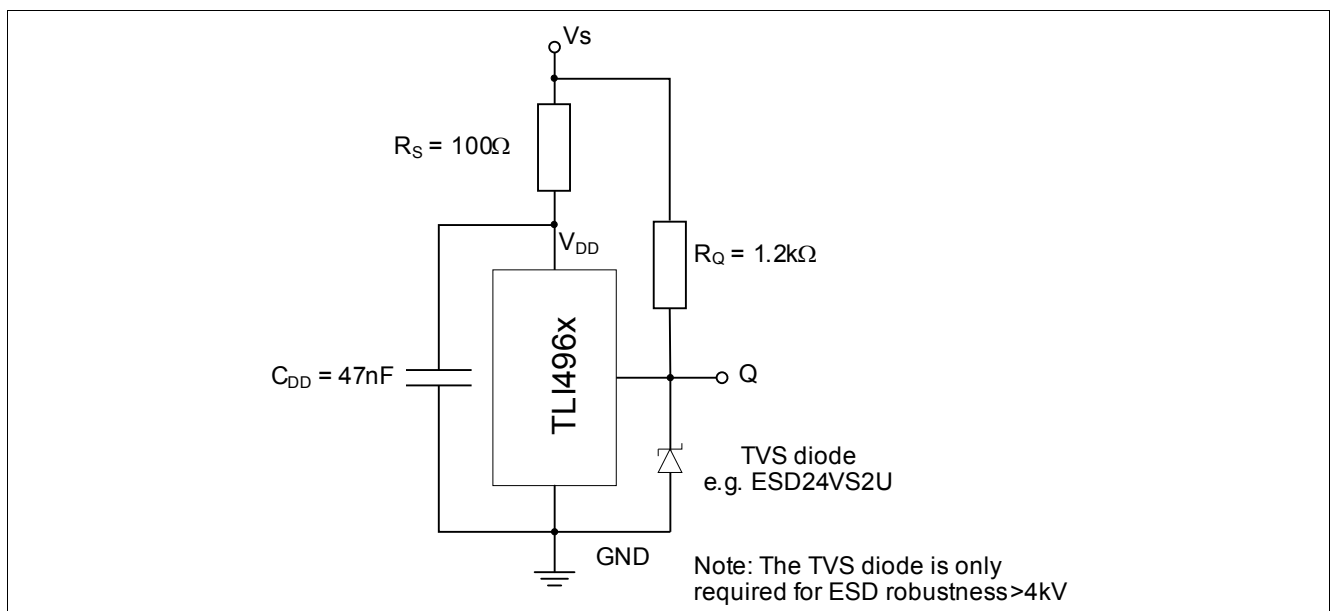 Vs
R_S = 100Ω
V_DD
R_Q = 1.2kΩ
TLI496x
C_DD = 47nF
Q
TVS diode
e.g. ESD24VS2U
GND
Note: The TVS diode is only
required for ESD robustness>4kV